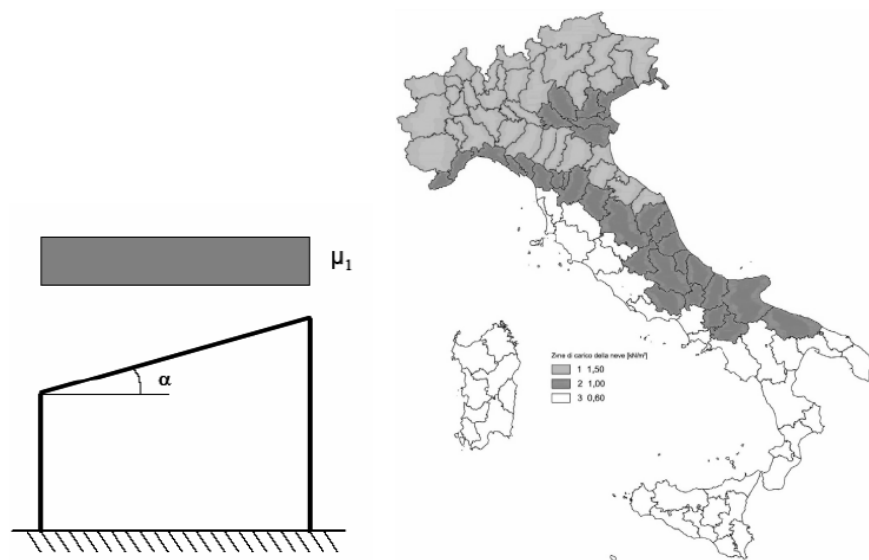 μ1
α
Zone di carico della neve [kN/m²]
1 1,50
2 1,00
3 0,60